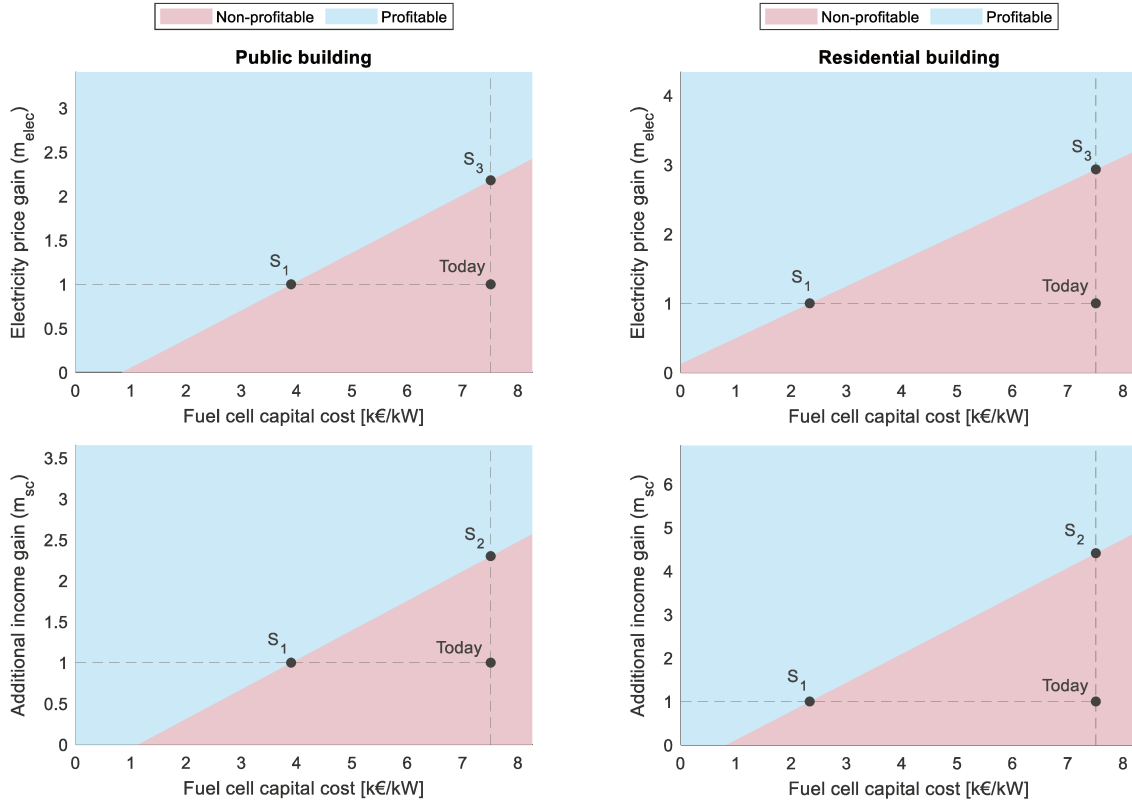 Non-profitable Profitable
Non-profitable Profitable
Public building
Electricity price gain (m_elec)
3
2.5
2
1.5
1
0.5
0
S_3
S_1
Today
0 1 2 3 4 5 6 7 8
Fuel cell capital cost [k€/kW]
Residential building
Electricity price gain (m_elec)
4
3
2
1
0
S_3
S_1
Today
0 1 2 3 4 5 6 7 8
Fuel cell capital cost [k€/kW]
Additional income gain (m_sc)
3.5
3
2.5
2
1.5
1
0.5
0
S_2
S_1
Today
0 1 2 3 4 5 6 7 8
Fuel cell capital cost [k€/kW]
Additional income gain (m_sc)
6
5
4
3
2
1
0
S_2
S_1
Today
0 1 2 3 4 5 6 7 8
Fuel cell capital cost [k€/kW]